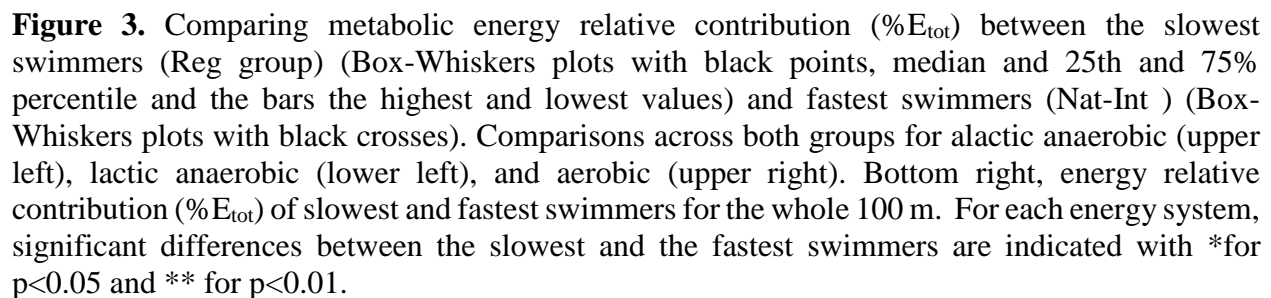 Figure 3. Comparing metabolic energy relative contribution (%Etot) between the slowest
swimmers (Reg group) (Box-Whiskers plots with black points, median and 25th and 75%
percentile and the bars the highest and lowest values) and fastest swimmers (Nat-Int ) (Box-
Whiskers plots with black crosses). Comparisons across both groups for alactic anaerobic (upper
left), lactic anaerobic (lower left), and aerobic (upper right). Bottom right, energy relative
contribution (%Etot) of slowest and fastest swimmers for the whole 100 m. For each energy system,
significant differences between the slowest and the fastest swimmers are indicated with *for
p<0.05 and ** for p<0.01.